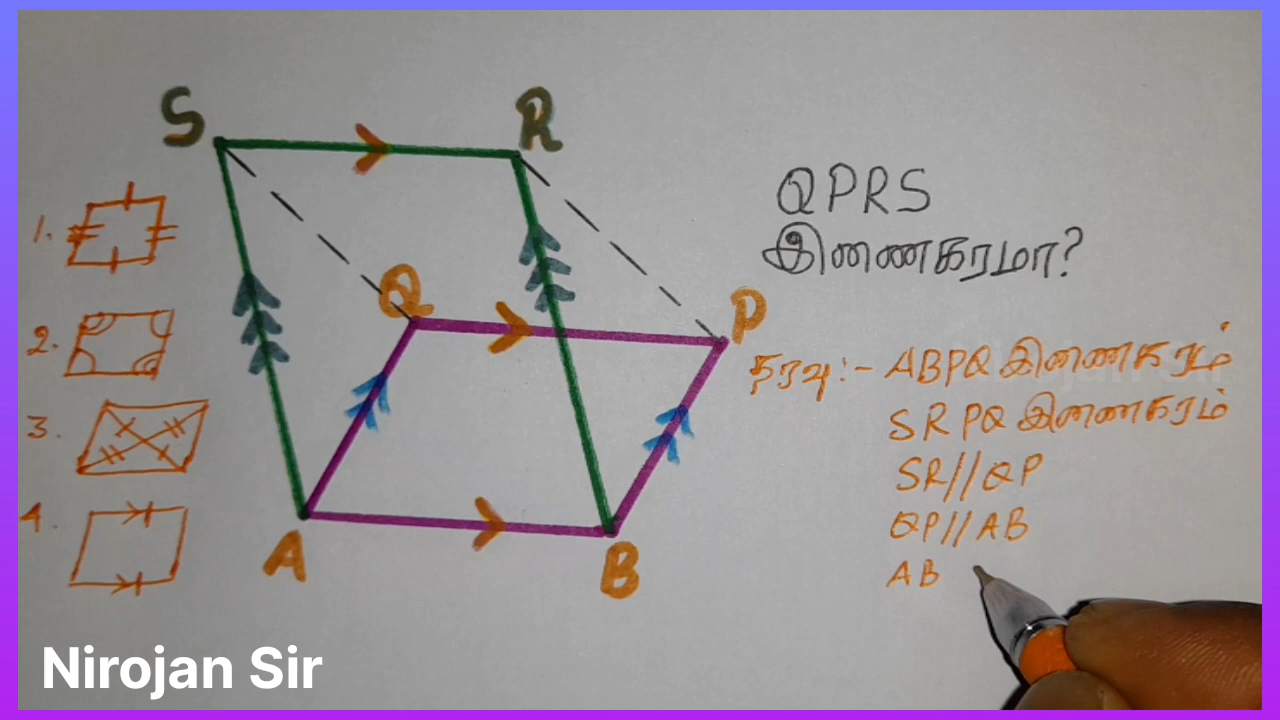 S
R
Q
P
A
B
1.
2.
3.
4.
QPRS
இணைகரமா?
தரவு:- ABPQ இணைகரம்
SRPQ இணைகரம்
SR//QP
QP//AB
AB
Nirojan Sir